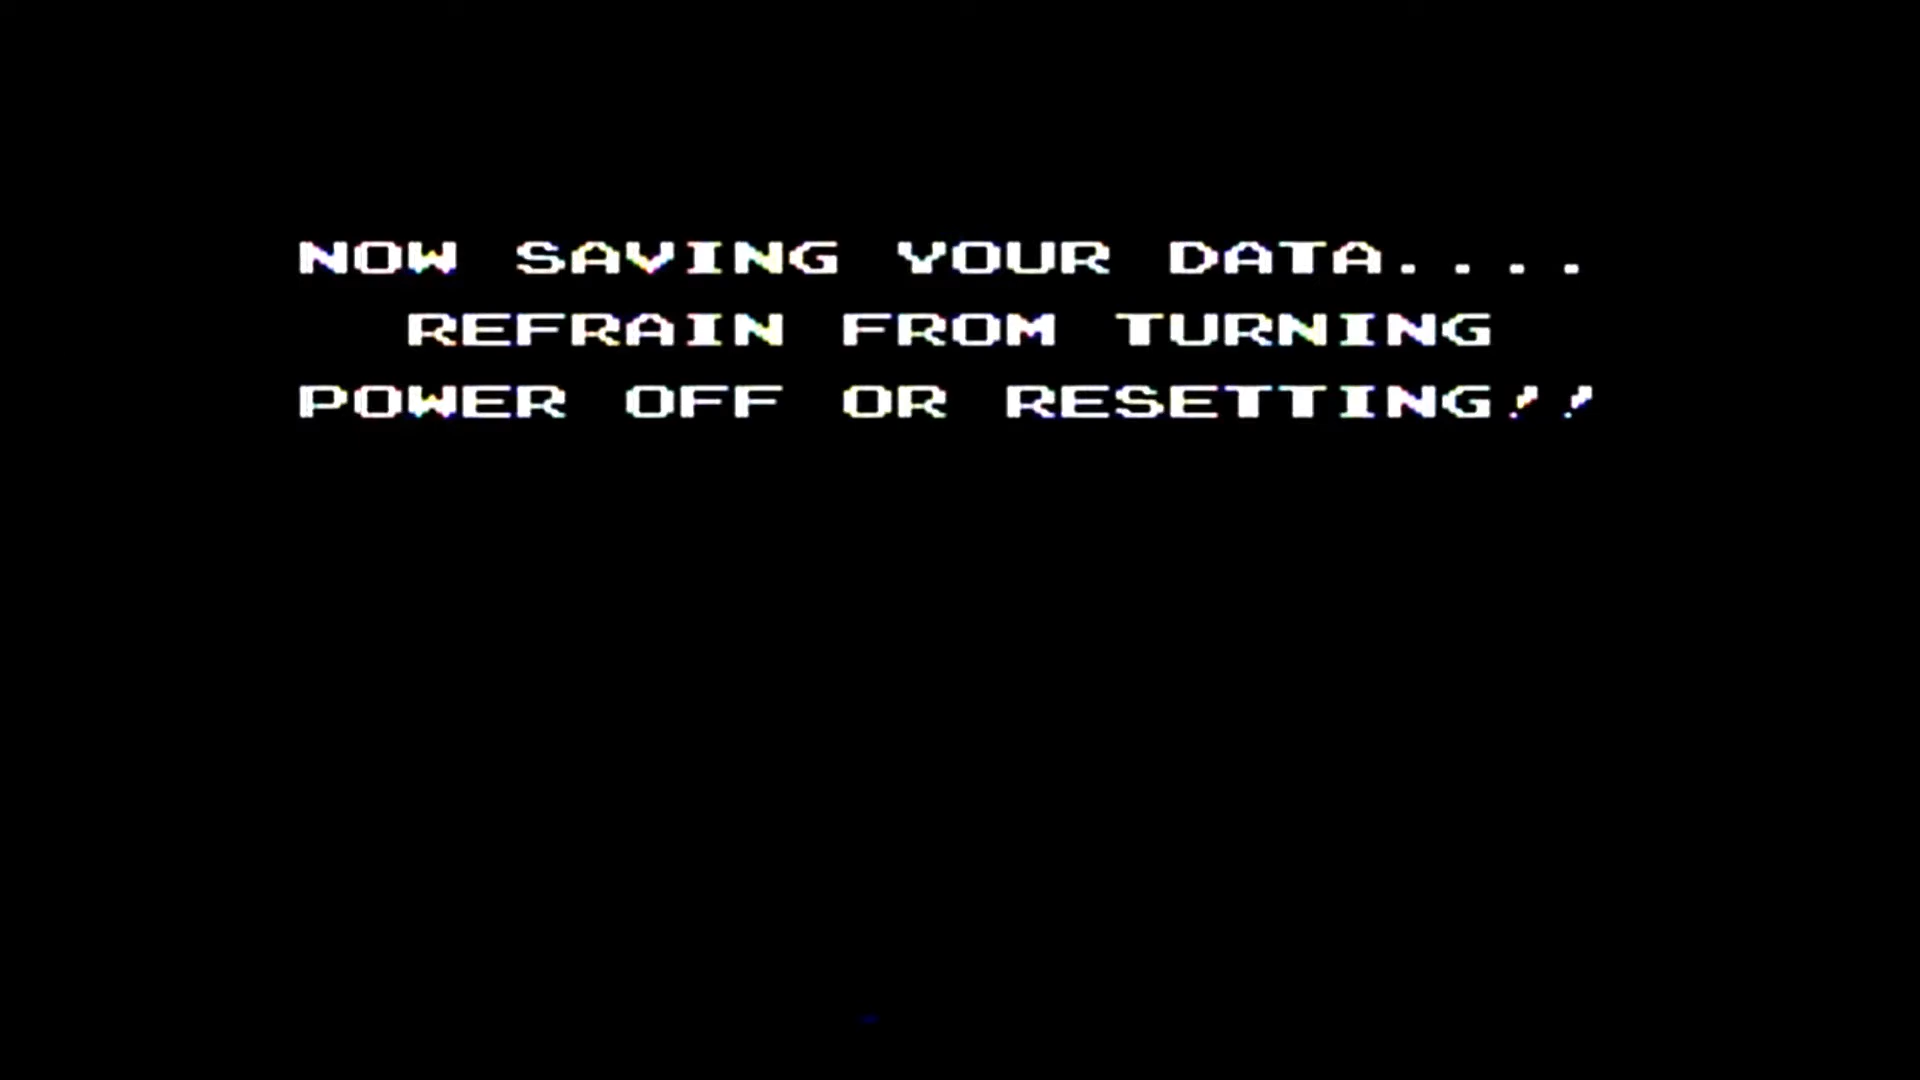 NOW SAVING YOUR DATA....
REFRAIN FROM TURNING
POWER OFF OR RESETTING!!